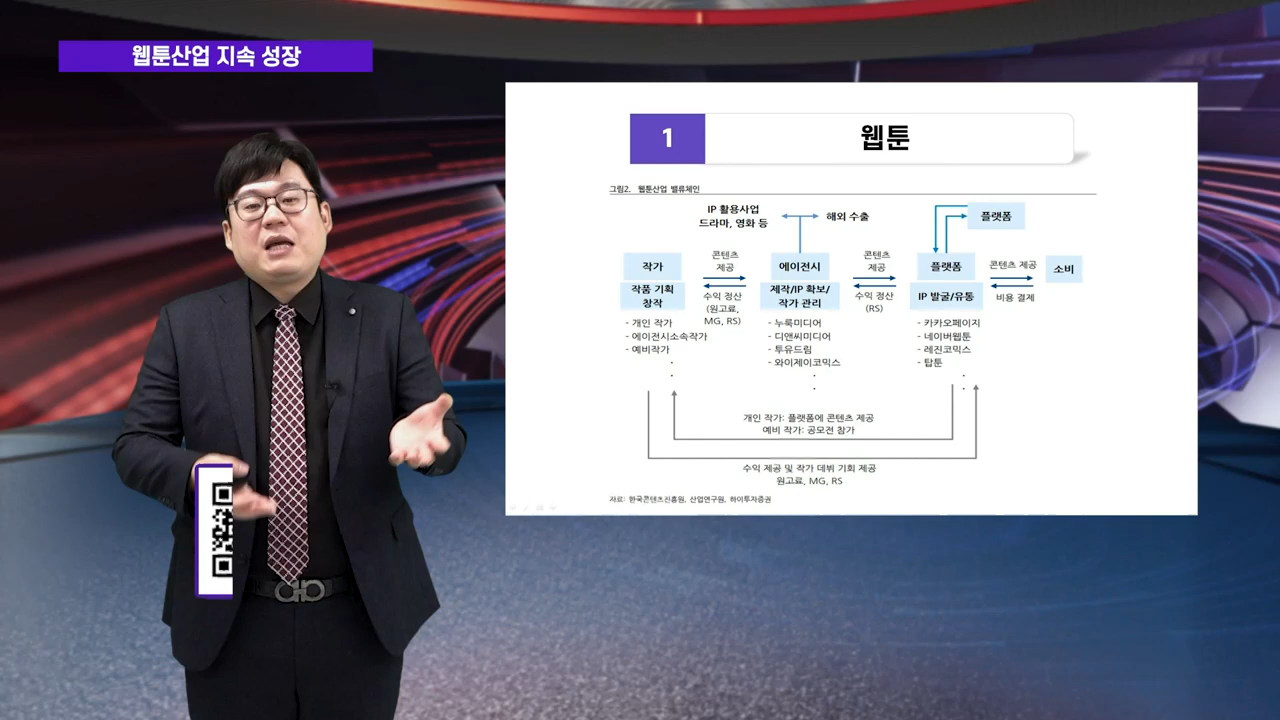 웹툰산업 지속 성장
1
웹툰
그림2. 웹툰산업 밸류체인
IP 활용사업
드라마, 영화 등
해외 수출
플랫폼
작가
콘텐츠
제공
에이전시
콘텐츠
제공
플랫폼
콘텐츠 제공
소비
작품 기획
창작
수익 정산
(원고료,
MG, RS)
제작/IP 확보/
작가 관리
수익 정산
(RS)
IP 발굴/유통
비용 결제
- 개인 작가
- 에이전시소속작가
- 예비작가
- 누룩미디어
- 디앤씨미디어
- 투유드림
- 와이제이코믹스
- 카카오페이지
- 네이버웹툰
- 레진코믹스
- 탑툰
개인 작가: 플랫폼에 콘텐츠 제공
예비 작가: 공모전 참가
수익 제공 및 작가 데뷔 기회 제공
원고료, MG, RS
자료: 한국콘텐츠진흥원, 산업연구원, 하이투자증권